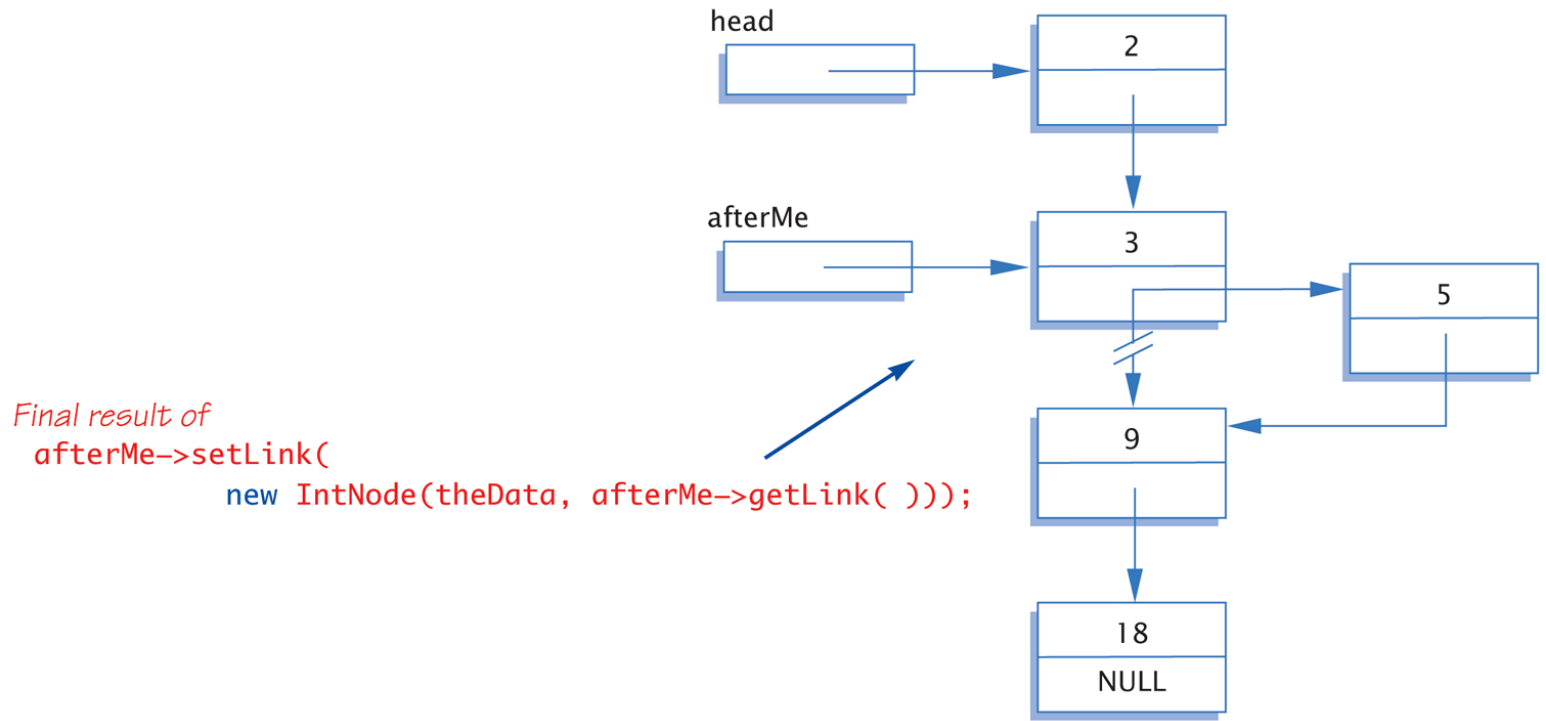 head
2
afterMe
3
5
Final result of
afterMe->setLink(
9
new IntNode(theData, afterMe->getLink( )));
18
NULL